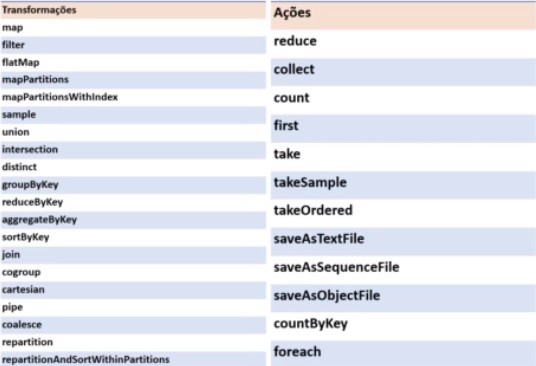 Transformações
map
filter
flatMap
mapPartitions
mapPartitionsWithIndex
sample
union
intersection
distinct
groupByKey
reduceByKey
aggregateByKey
sortByKey
join
cogroup
cartesian
pipe
coalesce
repartition
repartitionAndSortWithinPartitions
Ações
reduce
collect
count
first
take
takeSample
takeOrdered
saveAsTextFile
saveAsSequenceFile
saveAsObjectFile
countByKey
foreach